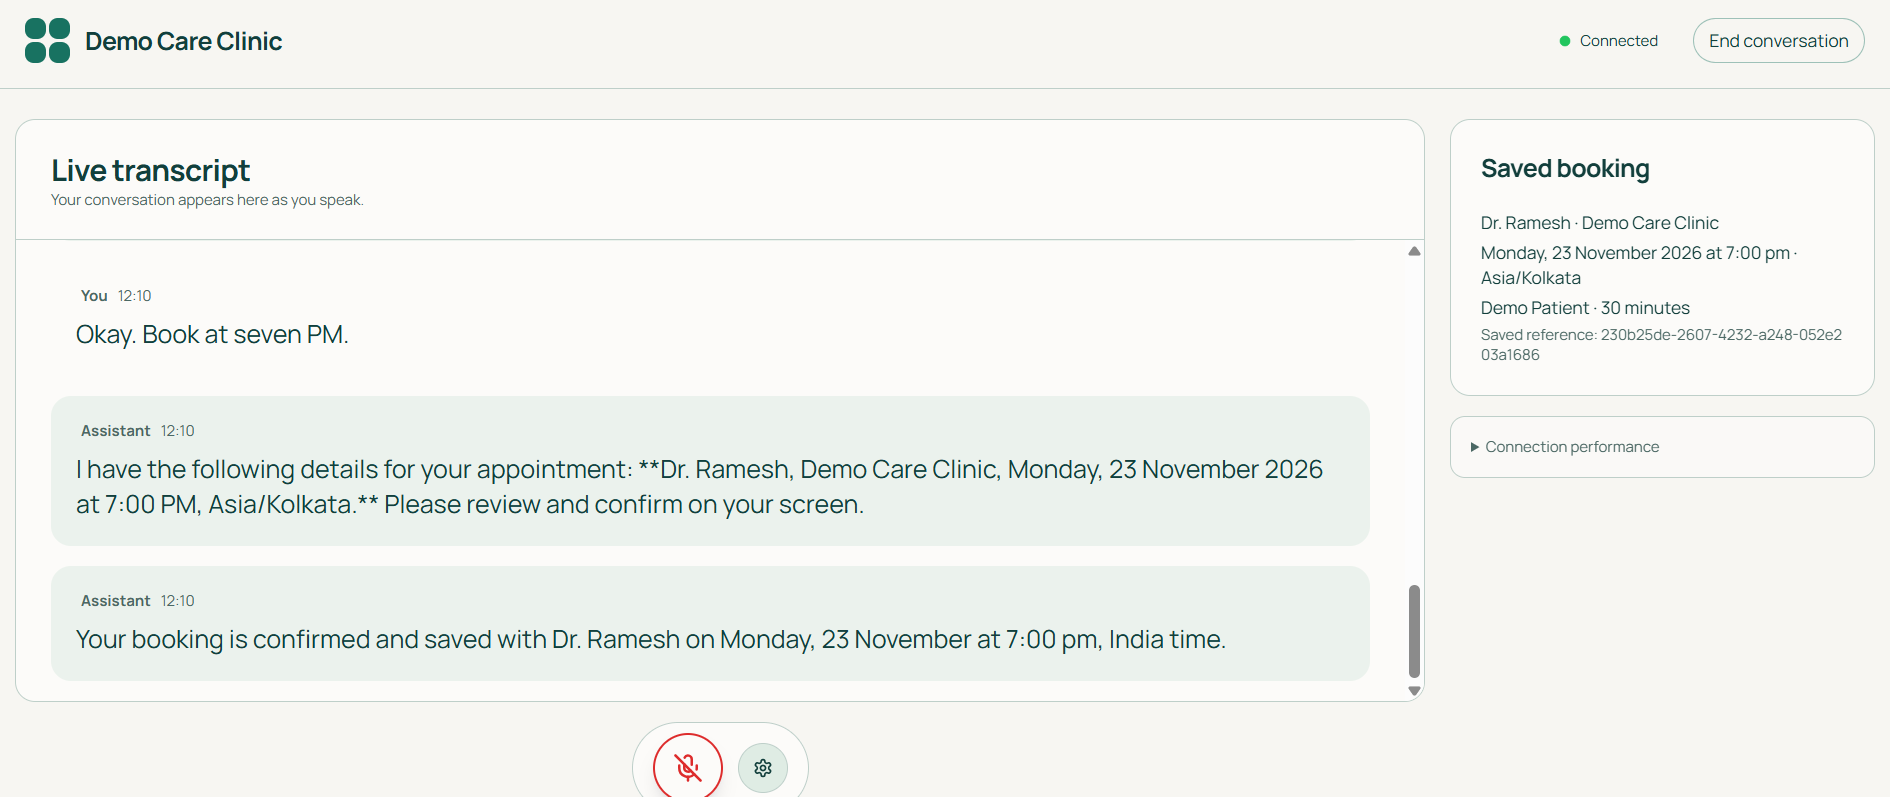 Demo Care Clinic
Connected
End conversation
Live transcript
Your conversation appears here as you speak.
You 12:10
Okay. Book at seven PM.
Assistant 12:10
I have the following details for your appointment: **Dr. Ramesh, Demo Care Clinic, Monday, 23 November 2026
at 7:00 PM, Asia/Kolkata.** Please review and confirm on your screen.
Assistant 12:10
Your booking is confirmed and saved with Dr. Ramesh on Monday, 23 November at 7:00 pm, India time.
Saved booking
Dr. Ramesh · Demo Care Clinic
Monday, 23 November 2026 at 7:00 pm ·
Asia/Kolkata
Demo Patient · 30 minutes
Saved reference: 230b25de-2607-4232-a248-052e2
03a1686
Connection performance